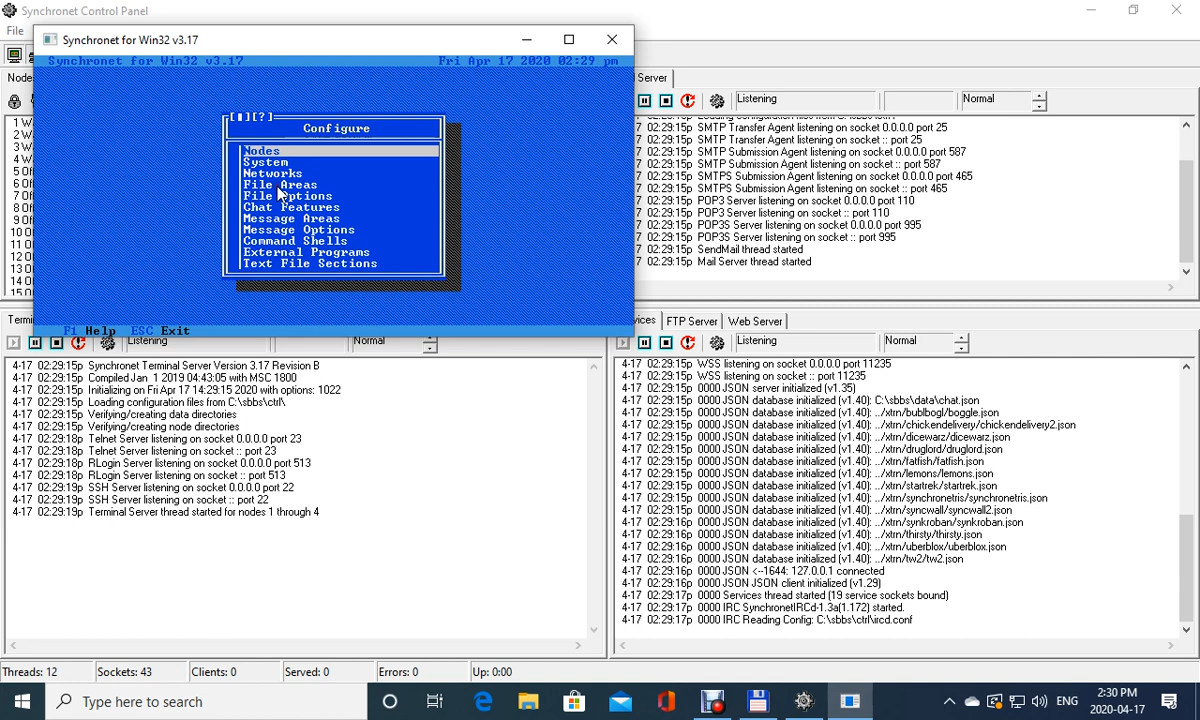 Synchronet Control Panel
File
Synchronet for Win32 v3.17
Synchronet for Win32 v3.17
Fri Apr 17 2020 02:29 pm
[?]
Configure
Nodes
System
Networks
File Areas
File Options
Chat Features
Message Areas
Message Options
Command Shells
External Programs
Text File Sections
F1 Help ESC Exit
Server
Listening
Normal
7 02:29:15p SMTP Transfer Agent listening on socket 0.0.0.0 port 25
7 02:29:15p SMTP Transfer Agent listening on socket :: port 25
7 02:29:15p SMTP Submission Agent listening on socket 0.0.0.0 port 587
7 02:29:15p SMTP Submission Agent listening on socket :: port 587
7 02:29:15p SMTPS Submission Agent listening on socket 0.0.0.0 port 465
7 02:29:15p SMTPS Submission Agent listening on socket :: port 465
7 02:29:15p POP3 Server listening on socket 0.0.0.0 port 110
7 02:29:15p POP3 Server listening on socket :: port 110
7 02:29:15p POP3S Server listening on socket 0.0.0.0 port 995
7 02:29:15p POP3S Server listening on socket :: port 995
7 02:29:15p SendMail thread started
7 02:29:15p Mail Server thread started
Listening
Normal
4-17 02:29:15p Synchronet Terminal Server Version 3.17 Revision B
4-17 02:29:15p Compiled Jan 1 2019 04:43:05 with MSC 1800
4-17 02:29:15p Initializing on Fri Apr 17 14:29:15 2020 with options: 1022
4-17 02:29:15p Loading configuration files from C:\sbbs\ctrl\
4-17 02:29:15p Verifying/creating data directories
4-17 02:29:15p Verifying/creating node directories
4-17 02:29:18p Telnet Server listening on socket 0.0.0.0 port 23
4-17 02:29:18p Telnet Server listening on socket :: port 23
4-17 02:29:18p RLogin Server listening on socket 0.0.0.0 port 513
4-17 02:29:18p RLogin Server listening on socket :: port 513
4-17 02:29:19p SSH Server listening on socket 0.0.0.0 port 22
4-17 02:29:19p SSH Server listening on socket :: port 22
4-17 02:29:19p Terminal Server thread started for nodes 1 through 4
FTP Server
Web Server
Listening
Normal
4-17 02:29:15p WSS listening on socket 0.0.0.0 port 11235
4-17 02:29:15p WSS listening on socket :: port 11235
4-17 02:29:15p 0000 JSON server initialized (v1.35)
4-17 02:29:15p 0000 JSON database initialized (v1.40): C:\sbbs\data\chat.json
4-17 02:29:15p 0000 JSON database initialized (v1.40): ../xtrn/bublbogl/boggle.json
4-17 02:29:15p 0000 JSON database initialized (v1.40): ../xtrn/chickendelivery/chickendelivery2.json
4-17 02:29:15p 0000 JSON database initialized (v1.40): ../xtrn/dicewarz/dicewarz.json
4-17 02:29:15p 0000 JSON database initialized (v1.40): ../xtrn/druglord/druglord.json
4-17 02:29:15p 0000 JSON database initialized (v1.40): ../xtrn/fatfish/fatfish.json
4-17 02:29:15p 0000 JSON database initialized (v1.40): ../xtrn/lemons/lemons.json
4-17 02:29:15p 0000 JSON database initialized (v1.40): ../xtrn/startrek/startrek.json
4-17 02:29:15p 0000 JSON database initialized (v1.40): ../xtrn/synchronetris/synchronetris.json
4-17 02:29:15p 0000 JSON database initialized (v1.40): ../xtrn/syncwall/syncwall2.json
4-17 02:29:16p 0000 JSON database initialized (v1.40): ../xtrn/synkroban/synkroban.json
4-17 02:29:16p 0000 JSON database initialized (v1.40): ../xtrn/thirsty/thirsty.json
4-17 02:29:16p 0000 JSON database initialized (v1.40): ../xtrn/uberblox/uberblox.json
4-17 02:29:16p 0000 JSON database initialized (v1.40): ../xtrn/tw2/tw2.json
4-17 02:29:16p 0000 JSON <--1644: 127.0.0.1 connected
4-17 02:29:16p 0000 JSON JSON client initialized (v1.29)
4-17 02:29:17p 0000 Services thread started (19 service sockets bound)
4-17 02:29:17p 0000 IRC SynchronetIRCd-1.3a(1.172) started.
4-17 02:29:17p 0000 IRC Reading Config: C:\sbbs\ctrl\ircd.conf
Threads: 12
Sockets: 43
Clients: 0
Served: 0
Errors: 0
Up: 0:00
Type here to search
ENG
2:30 PM
2020-04-17